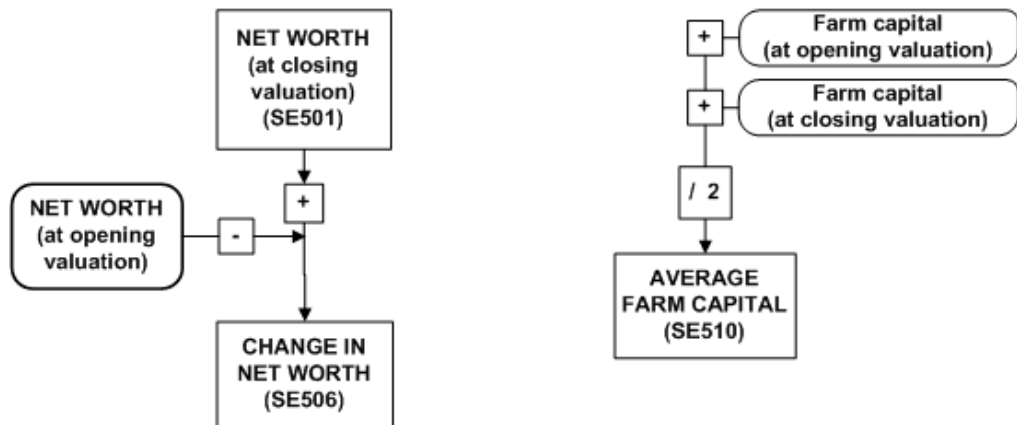 NET WORTH
(at closing
valuation)
(SE501)
+
NET WORTH
(at opening
valuation)
-
CHANGE IN
NET WORTH
(SE506)
+
Farm capital
(at opening valuation)
+
Farm capital
(at closing valuation)
/ 2
AVERAGE
FARM CAPITAL
(SE510)